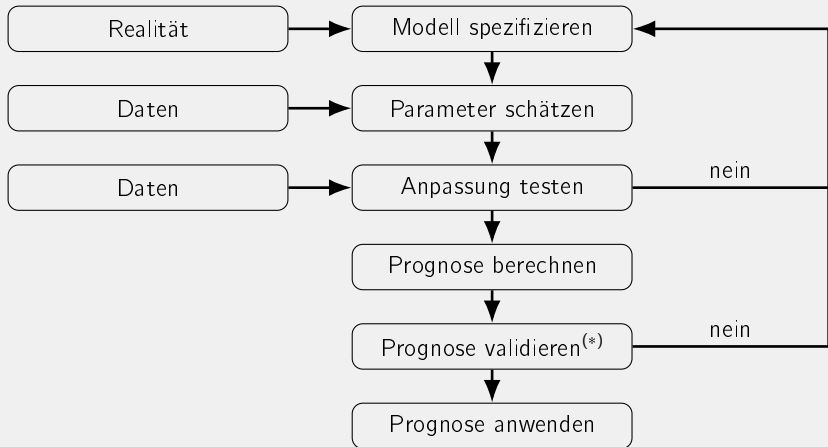 Realität
Modell spezifizieren
Daten
Parameter schätzen
Daten
Anpassung testen
nein
Prognose berechnen
Prognose validieren(*)
nein
Prognose anwenden